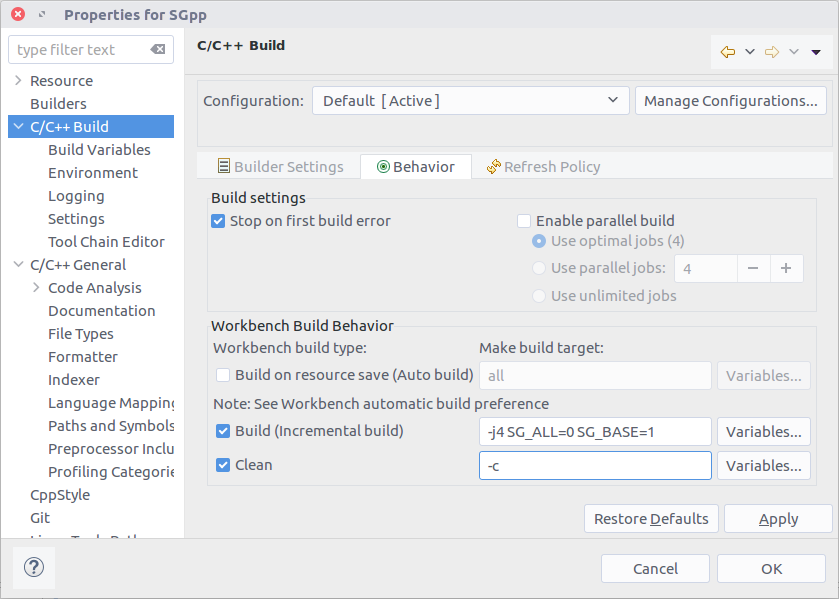 Properties for SGpp
type filter text
Resource
Builders
C/C++ Build
Build Variables
Environment
Logging
Settings
Tool Chain Editor
C/C++ General
Code Analysis
Documentation
File Types
Formatter
Indexer
Language Mapping
Paths and Symbols
Preprocessor Inclu
Profiling Categorie
CppStyle
Git
C/C++ Build
Configuration:
Default [Active]
Manage Configurations...
Builder Settings
Behavior
Refresh Policy
Build settings
Stop on first build error
Enable parallel build
Use optimal jobs (4)
Use parallel jobs: 4
Use unlimited jobs
Workbench Build Behavior
Workbench build type: Make build target:
Build on resource save (Auto build) all Variables...
Note: See Workbench automatic build preference
Build (Incremental build) -j4 SG_ALL=0 SG_BASE=1 Variables...
Clean -c Variables...
Restore Defaults Apply
Cancel OK